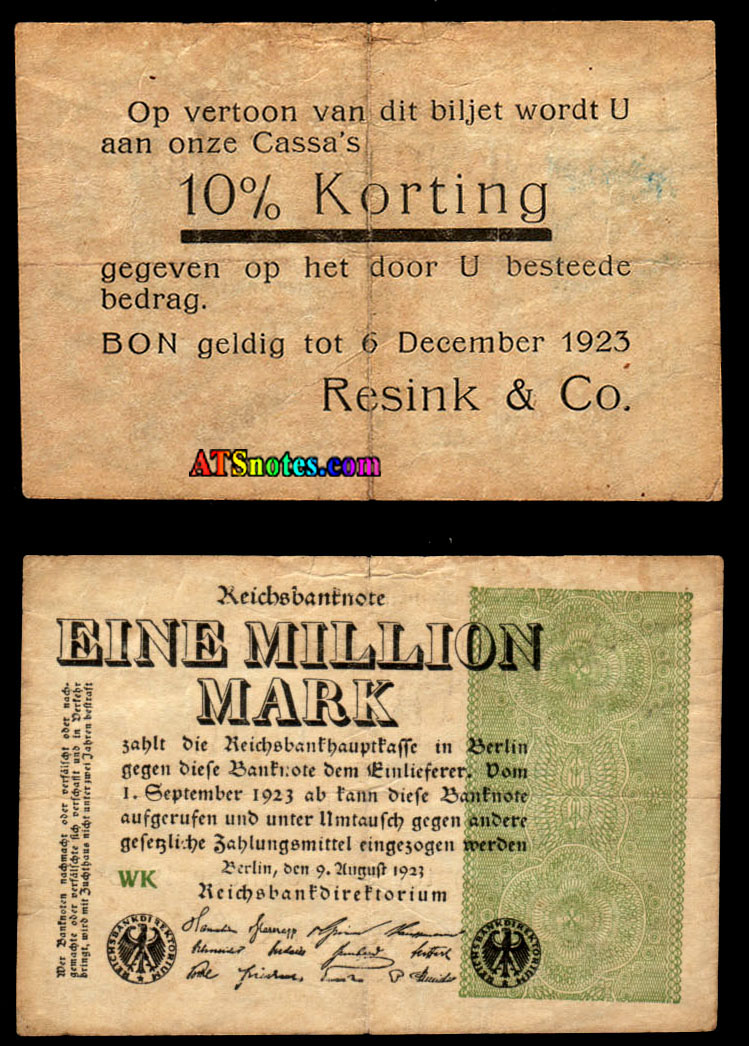 Op vertoon van dit biljet wordt U
aan onze Cassa's
10% Korting
gegeven op het door U besteede
bedrag.
BON geldig tot 6 December 1923
Resink & Co.
ATSnotes.com
Reichsbanknote
EINE MILLION
MARK
zahlt die Reichsbankhauptkasse in Berlin
gegen diese Banknote dem Einlieferer. Vom
1. September 1923 ab kann diese Banknote
aufgerufen und unter Umtausch gegen andere
gesetzliche Zahlungsmittel eingezogen werden
Berlin, den 9. August 1923
Reichsbankdirektorium
WK
Wer Banknoten nachmacht oder verfälscht oder nach-
gemachte oder verfälschte sich verschafft und in Verkehr
bringt, wird mit Zuchthaus nicht unter zwei Jahren bestraft
REICHSBANKDIREKTORIUM
REICHSBANKDIREKTORIUM